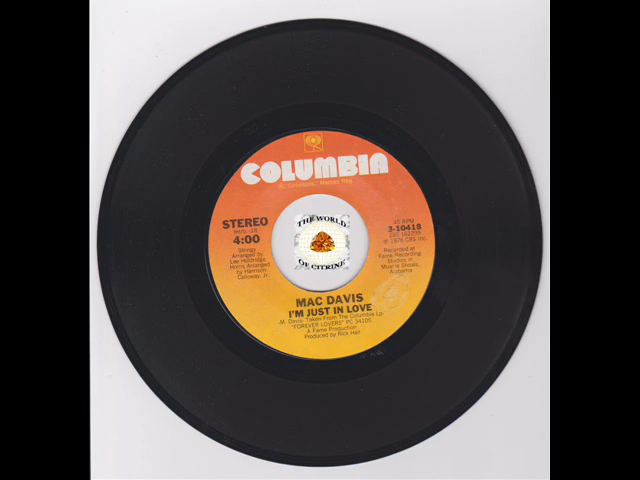 COLUMBIA
STEREO
4:00
Strings
Arranged by
Lee Holdridge
Horns Arranged
by Harrison
Calloway, Jr.
THE WORLD
OF CITRINE
45 RPM
3-10418
℗ 1976 CBS Inc.
Recorded at
Fame Recording
Studios in
Muscle Shoals,
Alabama
MAC DAVIS
I'M JUST IN LOVE
-M. Davis- Taken From The Columbia Lp:
"FOREVER LOVERS" PC 34105
A Fame Production
Produced by Rick Hall